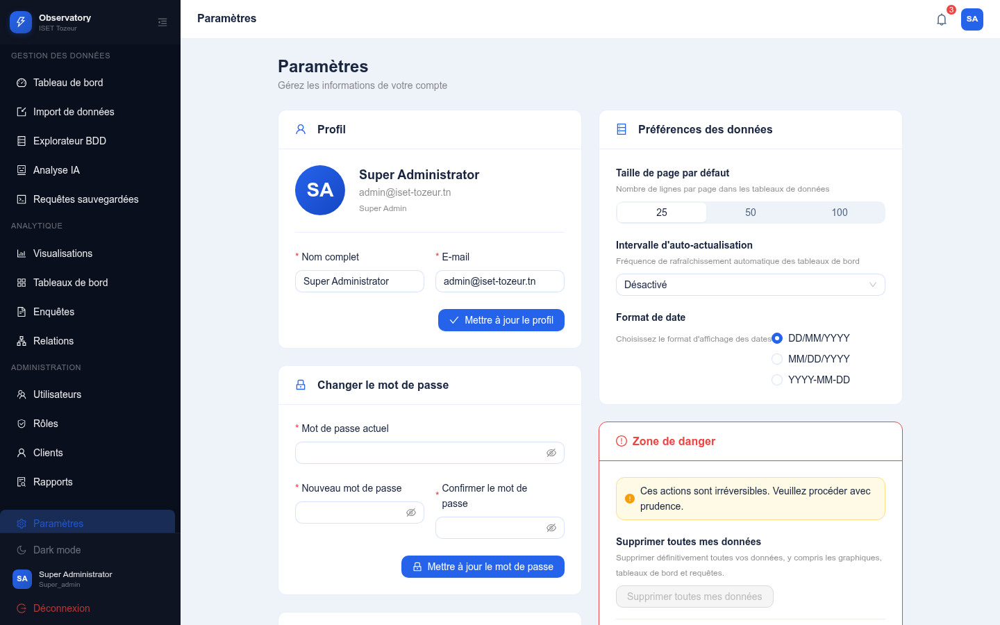 Observatory
ISET Tozeur
GESTION DES DONNÉES
Tableau de bord
Import de données
Explorateur BDD
Analyse IA
Requêtes sauvegardées
ANALYTIQUE
Visualisations
Tableaux de bord
Enquêtes
Relations
ADMINISTRATION
Utilisateurs
Rôles
Clients
Rapports
Paramètres
Dark mode
SA
Super Administrator
Super_admin
Déconnexion
Paramètres
3
SA
Paramètres
Gérez les informations de votre compte
Profil
SA
Super Administrator
admin@iset-tozeur.tn
Super Admin
* Nom complet
* E-mail
Super Administrator
admin@iset-tozeur.tn
Mettre à jour le profil
Changer le mot de passe
* Mot de passe actuel
* Nouveau mot de passe
* Confirmer le mot de
passe
Mettre à jour le mot de passe
Préférences des données
Taille de page par défaut
Nombre de lignes par page dans les tableaux de données
25 50 100
Intervalle d'auto-actualisation
Fréquence de rafraîchissement automatique des tableaux de bord
Désactivé
Format de date
Choisissez le format d'affichage des dates
DD/MM/YYYY
MM/DD/YYYY
YYYY-MM-DD
Zone de danger
Ces actions sont irréversibles. Veuillez procéder avec
prudence.
Supprimer toutes mes données
Supprimer définitivement toutes vos données, y compris les graphiques,
tableaux de bord et requêtes.
Supprimer toutes mes données